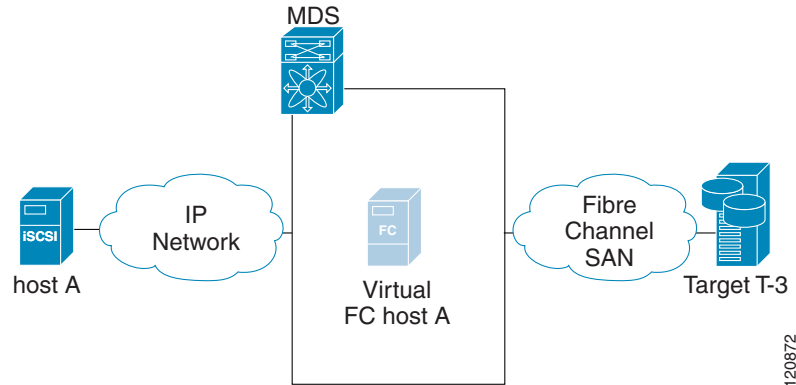 MDS
IP
Network
Fibre
Channel
SAN
iSCSI
FC
host A
Virtual
FC host A
Target T-3
120872